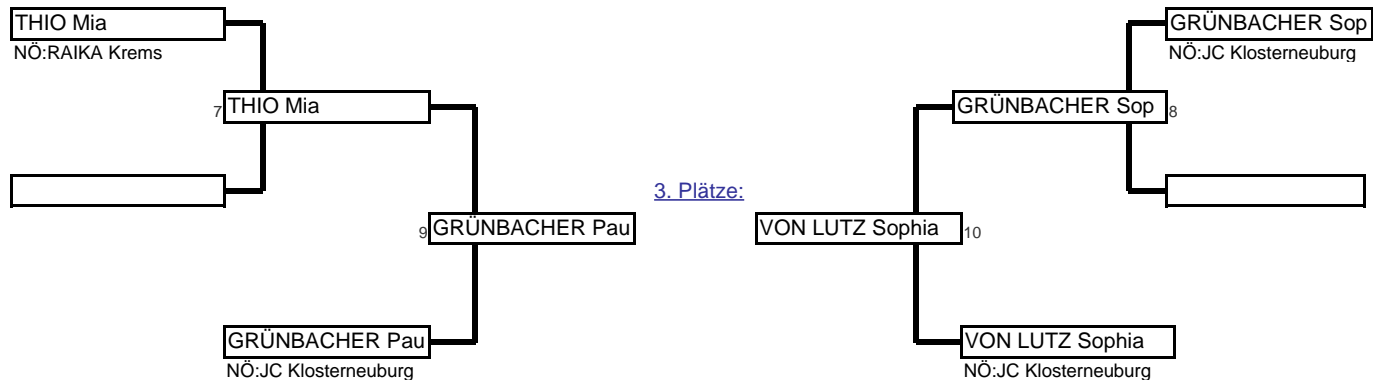 THIO Mia
NÖ:RAIKA Krems
7 THIO Mia
9 GRÜNBACHER Pau
GRÜNBACHER Pau
NÖ:JC Klosterneuburg
3. Plätze:
GRÜNBACHER Sop
NÖ:JC Klosterneuburg
GRÜNBACHER Sop 8
VON LUTZ Sophia 10
VON LUTZ Sophia
NÖ:JC Klosterneuburg